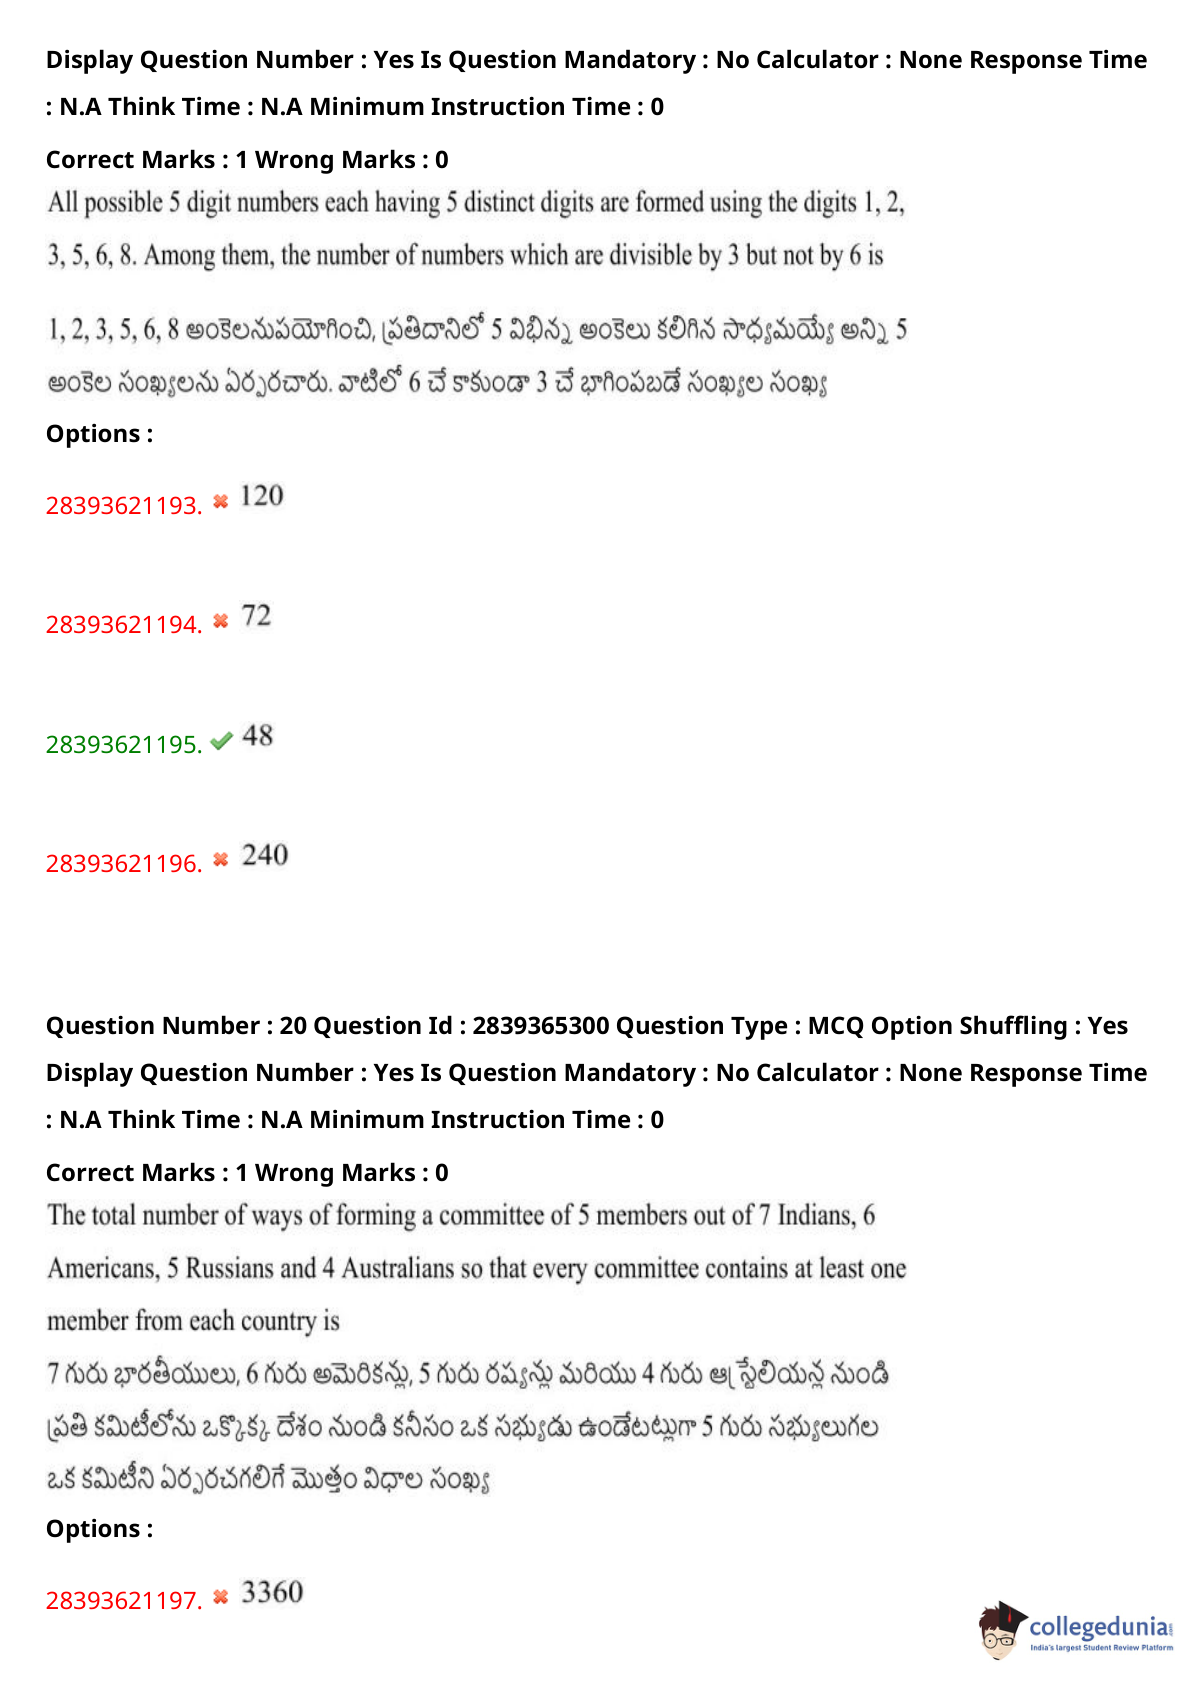 Display Question Number : Yes Is Question Mandatory : No Calculator : None Response Time
: N.A Think Time : N.A Minimum Instruction Time : 0
Correct Marks : 1 Wrong Marks : 0
All possible 5 digit numbers each having 5 distinct digits are formed using the digits 1, 2,
3, 5, 6, 8. Among them, the number of numbers which are divisible by 3 but not by 6 is
1, 2, 3, 5, 6, 8 అంకెలనుపయోగించి, ప్రతిదానిలో 5 విభిన్న అంకెలు కలిగిన సాధ్యమయ్యే అన్ని 5
అంకెల సంఖ్యలను ఏర్పరచారు. వాటిలో 6 చే కాకుండా 3 చే భాగింపబడే సంఖ్యల సంఖ్య
Options :
28393621193. 120
28393621194. 72
28393621195. 48
28393621196. 240
Question Number : 20 Question Id : 2839365300 Question Type : MCQ Option Shuffling : Yes
Display Question Number : Yes Is Question Mandatory : No Calculator : None Response Time
: N.A Think Time : N.A Minimum Instruction Time : 0
Correct Marks : 1 Wrong Marks : 0
The total number of ways of forming a committee of 5 members out of 7 Indians, 6
Americans, 5 Russians and 4 Australians so that every committee contains at least one
member from each country is
7 గురు భారతీయులు, 6 గురు అమెరికన్లు, 5 గురు రష్యన్లు మరియు 4 గురు ఆస్ట్రేలియన్ల నుండి
ప్రతి కమిటీలోను ఒక్కొక్క దేశం నుండి కనీసం ఒక సభ్యుడు ఉండేటట్లుగా 5 గురు సభ్యులుగల
ఒక కమిటీని ఏర్పరచగలిగే మొత్తం విధాల సంఖ్య
Options :
28393621197. 3360
collegedunia.com
India's largest Student Review Platform